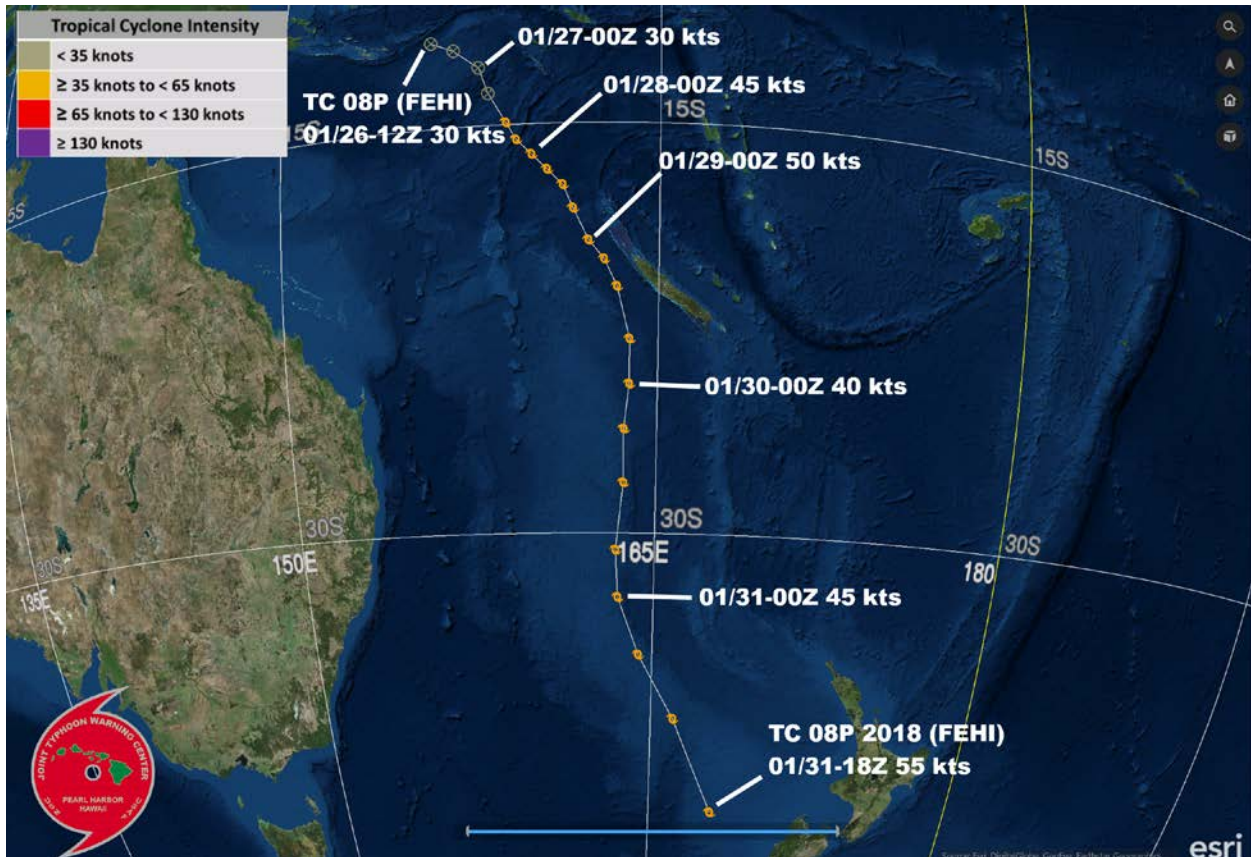 Tropical Cyclone Intensity
< 35 knots
≥ 35 knots to < 65 knots
≥ 65 knots to < 130 knots
≥ 130 knots
01/27-00Z 30 kts
01/28-00Z 45 kts
TC 08P (FEHI)
01/26-12Z 30 kts
15S
15S
01/29-00Z 50 kts
15S
01/30-00Z 40 kts
30S
30S
165E
30S
150E
30S
180
135E
01/31-00Z 45 kts
TC 08P 2018 (FEHI)
01/31-18Z 55 kts
JOINT TYPHOON WARNING CENTER
PEARL HARBOR
HAWAII
esri